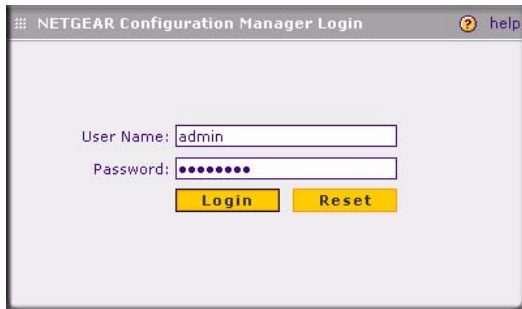 NETGEAR Configuration Manager Login ? help
User Name: admin
Password: ●●●●●●●●
Login Reset